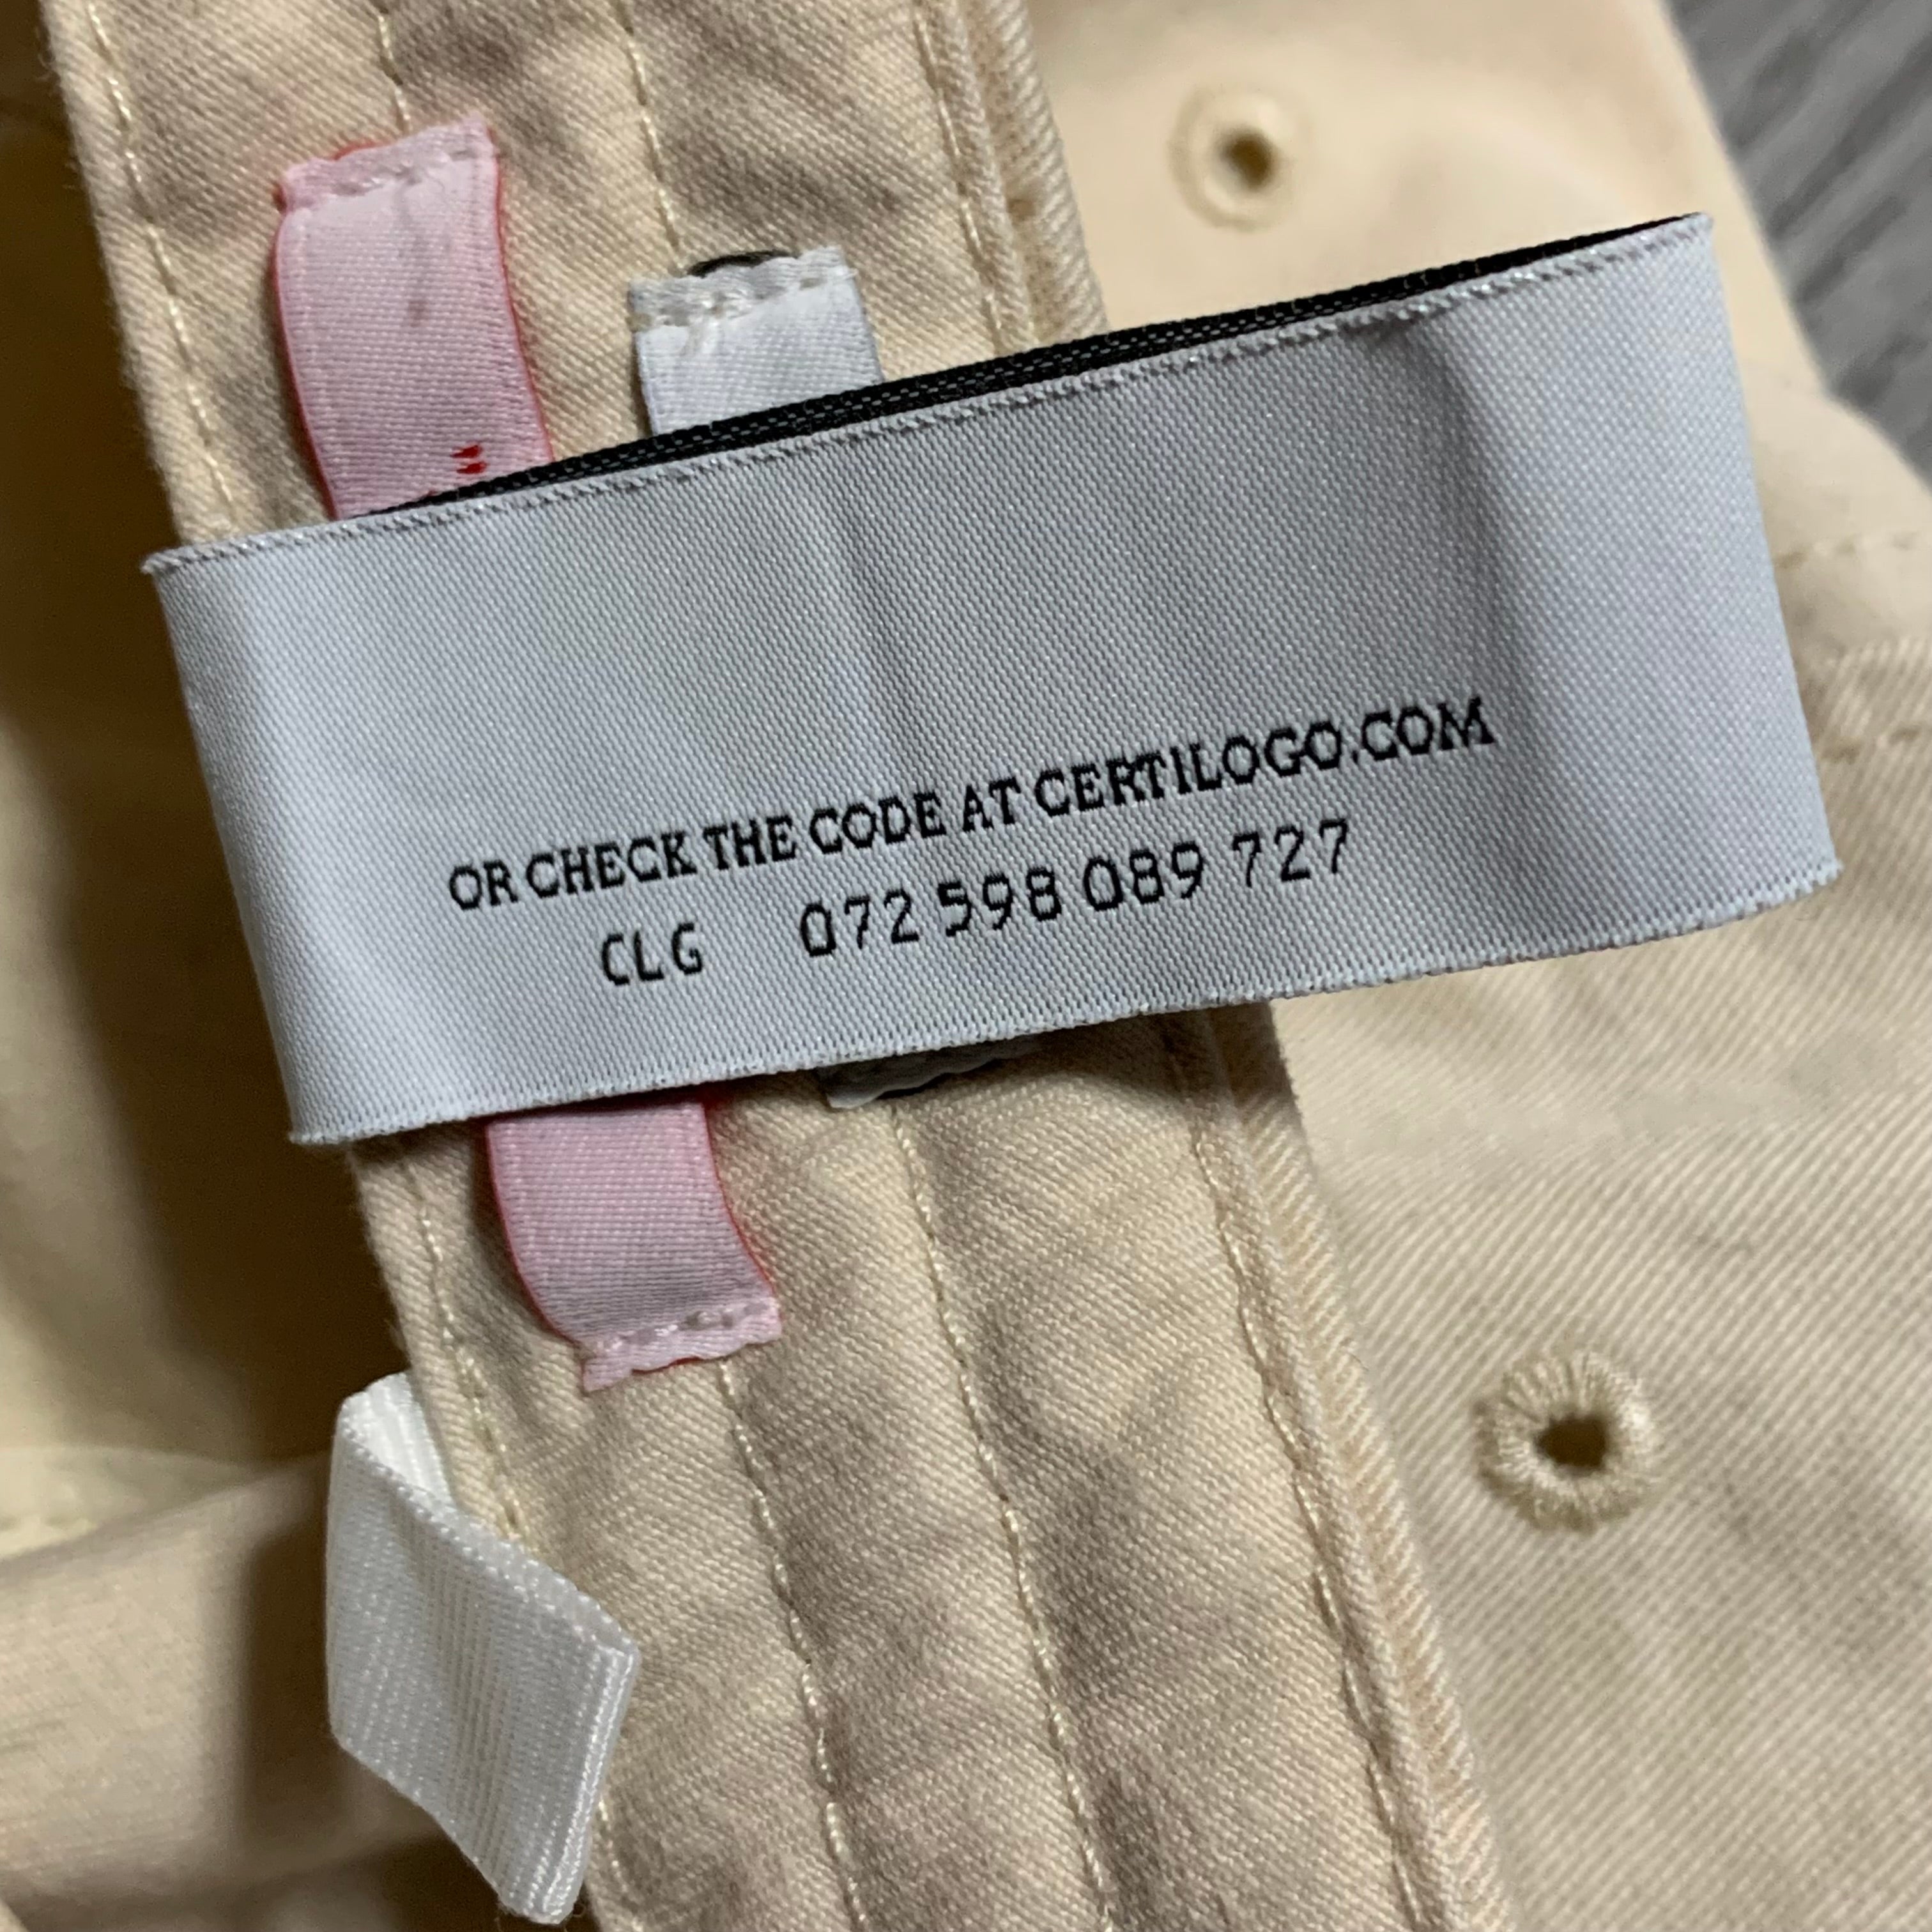 OR CHECK THE CODE AT CERTILOGO.COM
CLG 072 598 089 727